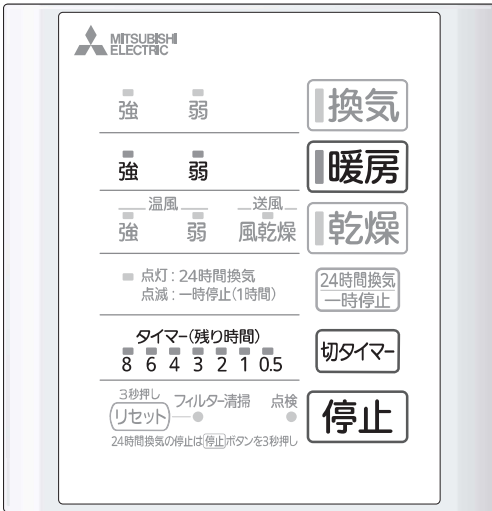 MITSUBISHI
ELECTRIC
強 弱 換気
強 弱 暖房
温風 送風
強 弱 風乾燥 乾燥
点灯：24時間換気
点滅：一時停止(1時間)
24時間換気
一時停止
タイマー(残り時間)
8 6 4 3 2 1 0.5
切タイマー
3秒押し
リセット フィルター清掃 点検
停止
24時間換気の停止は停止ボタンを3秒押し